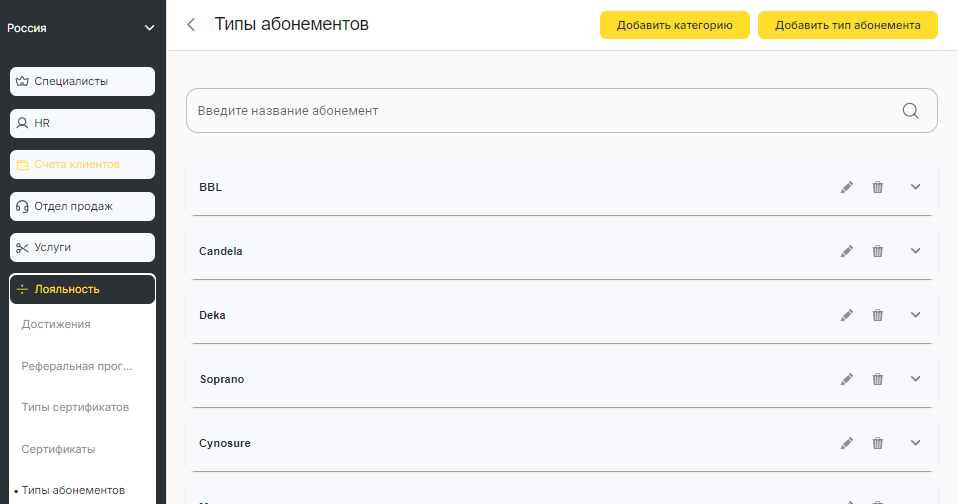 Россия
Специалисты
HR
Счета клиентов
Отдел продаж
Услуги
Лояльность
Достижения
Реферальная прог...
Типы сертификатов
Сертификаты
• Типы абонементов
Типы абонементов
Добавить категорию
Добавить тип абонемента
Введите название абонемент
BBL
Candela
Deka
Soprano
Cynosure